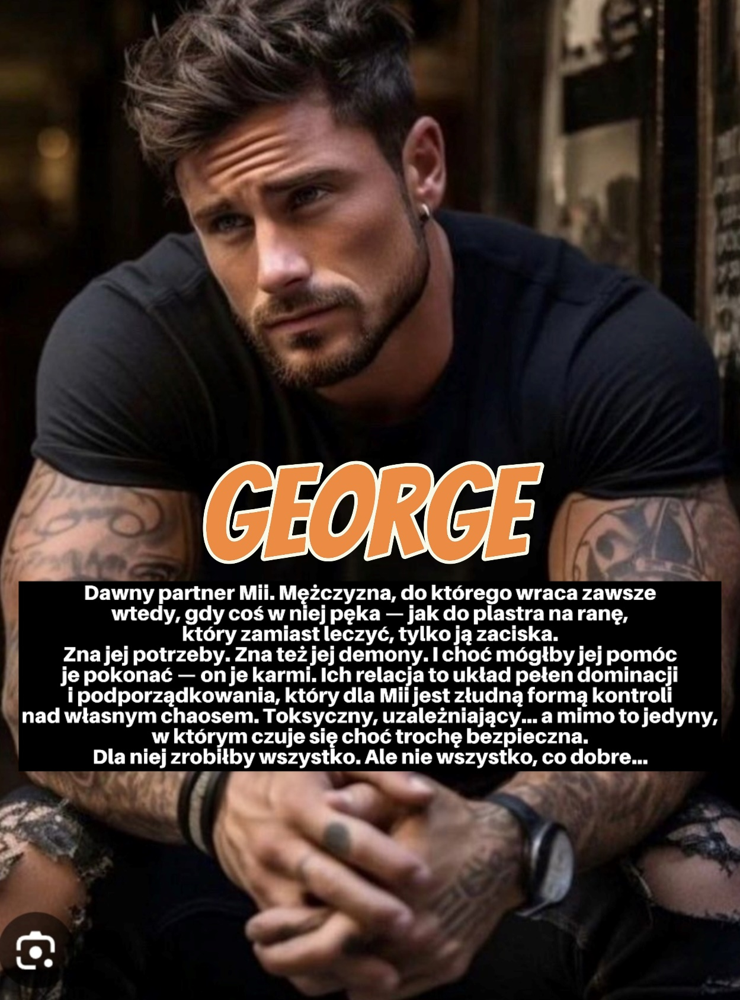 GEORGE
Dawny partner Mii. Mężczyzna, do którego wraca zawsze
wtedy, gdy coś w niej pęka — jak do plastra na ranę,
który zamiast leczyć, tylko ją zaciska.
Zna jej potrzeby. Zna też jej demony. I choć mógłby jej pomóc
je pokonać — on je karmi. Ich relacja to układ pełen dominacji
i podporządkowania, który dla Mii jest złudną formą kontroli
nad własnym chaosem. Toksyczny, uzależniający... a mimo to jedyny,
w którym czuje się choć trochę bezpieczna.
Dla niej zrobiłby wszystko. Ale nie wszystko, co dobre...